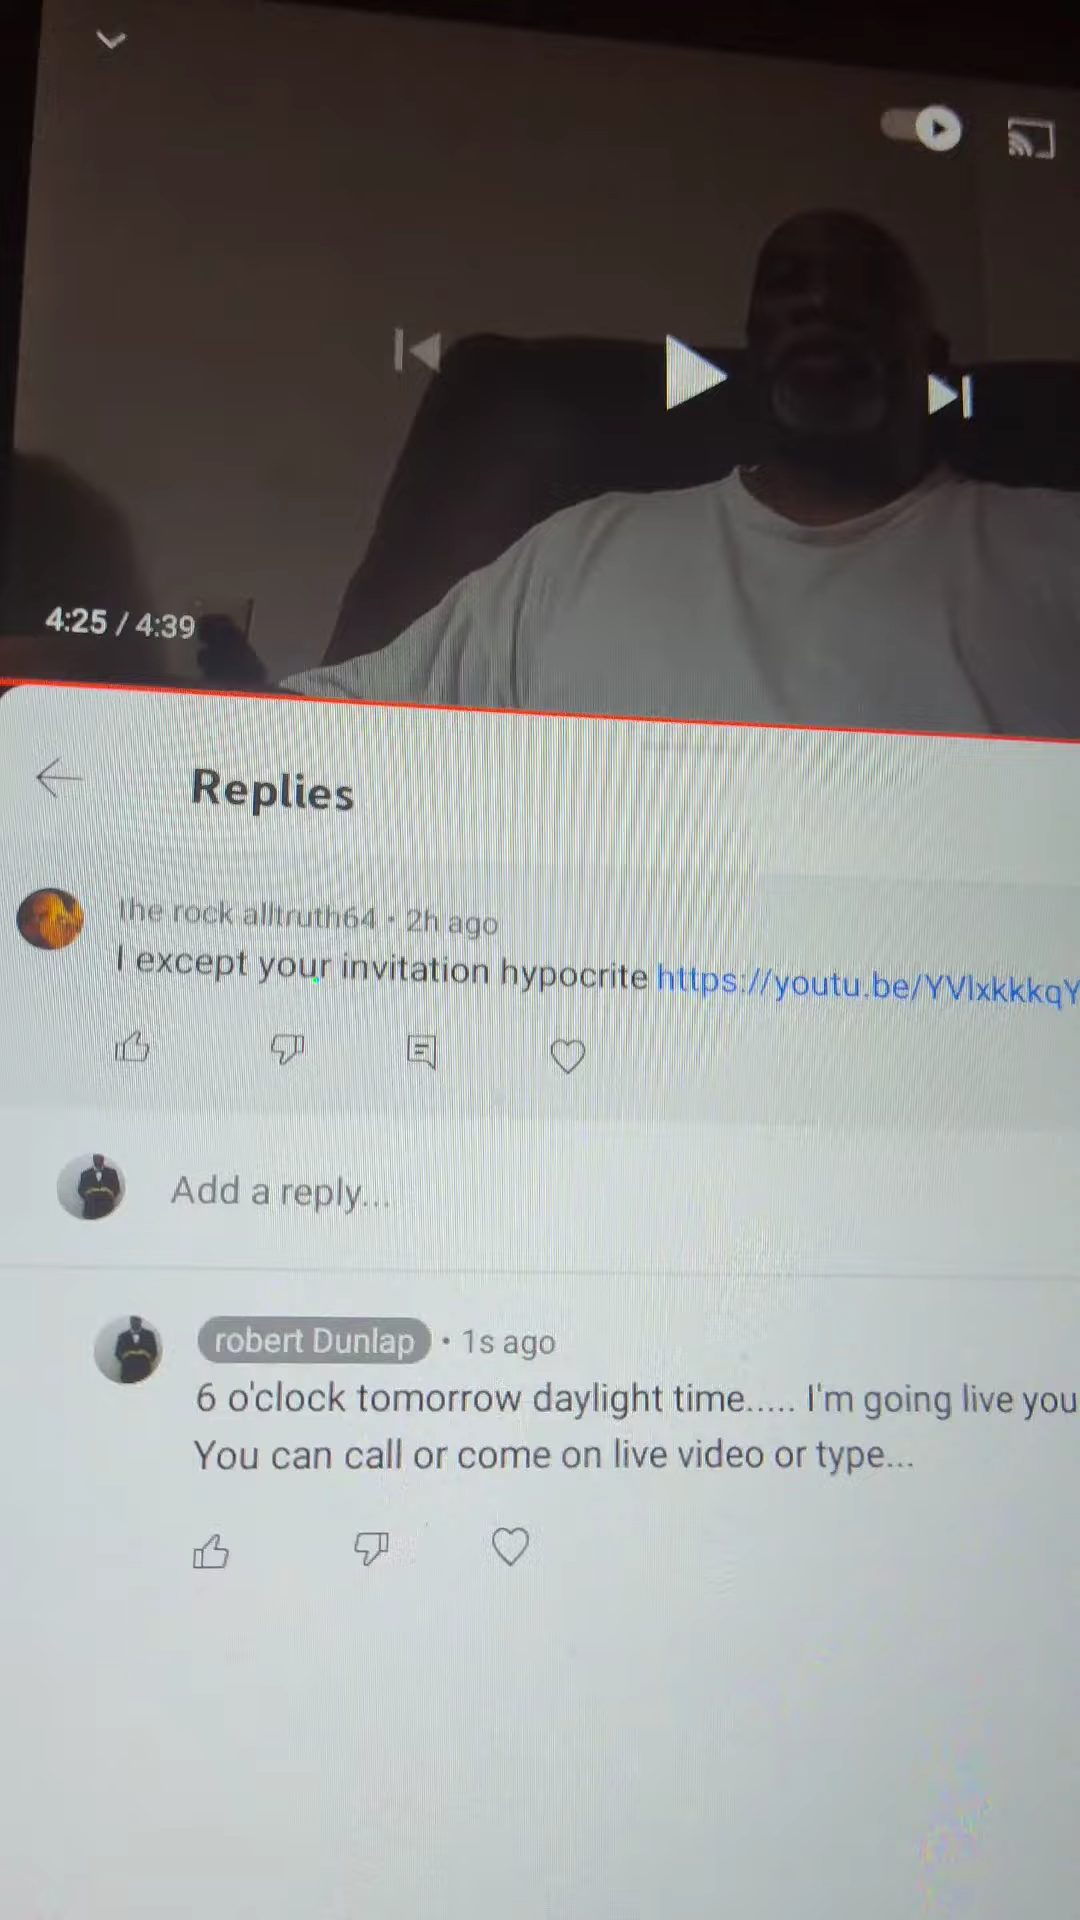 4:25 / 4:39
Replies
the rock alltruth64 · 2h ago
I except your invitation hypocrite https://youtu.be/YVlxkkkqY
Add a reply...
robert Dunlap · 1s ago
6 o'clock tomorrow daylight time..... I'm going live you
You can call or come on live video or type...